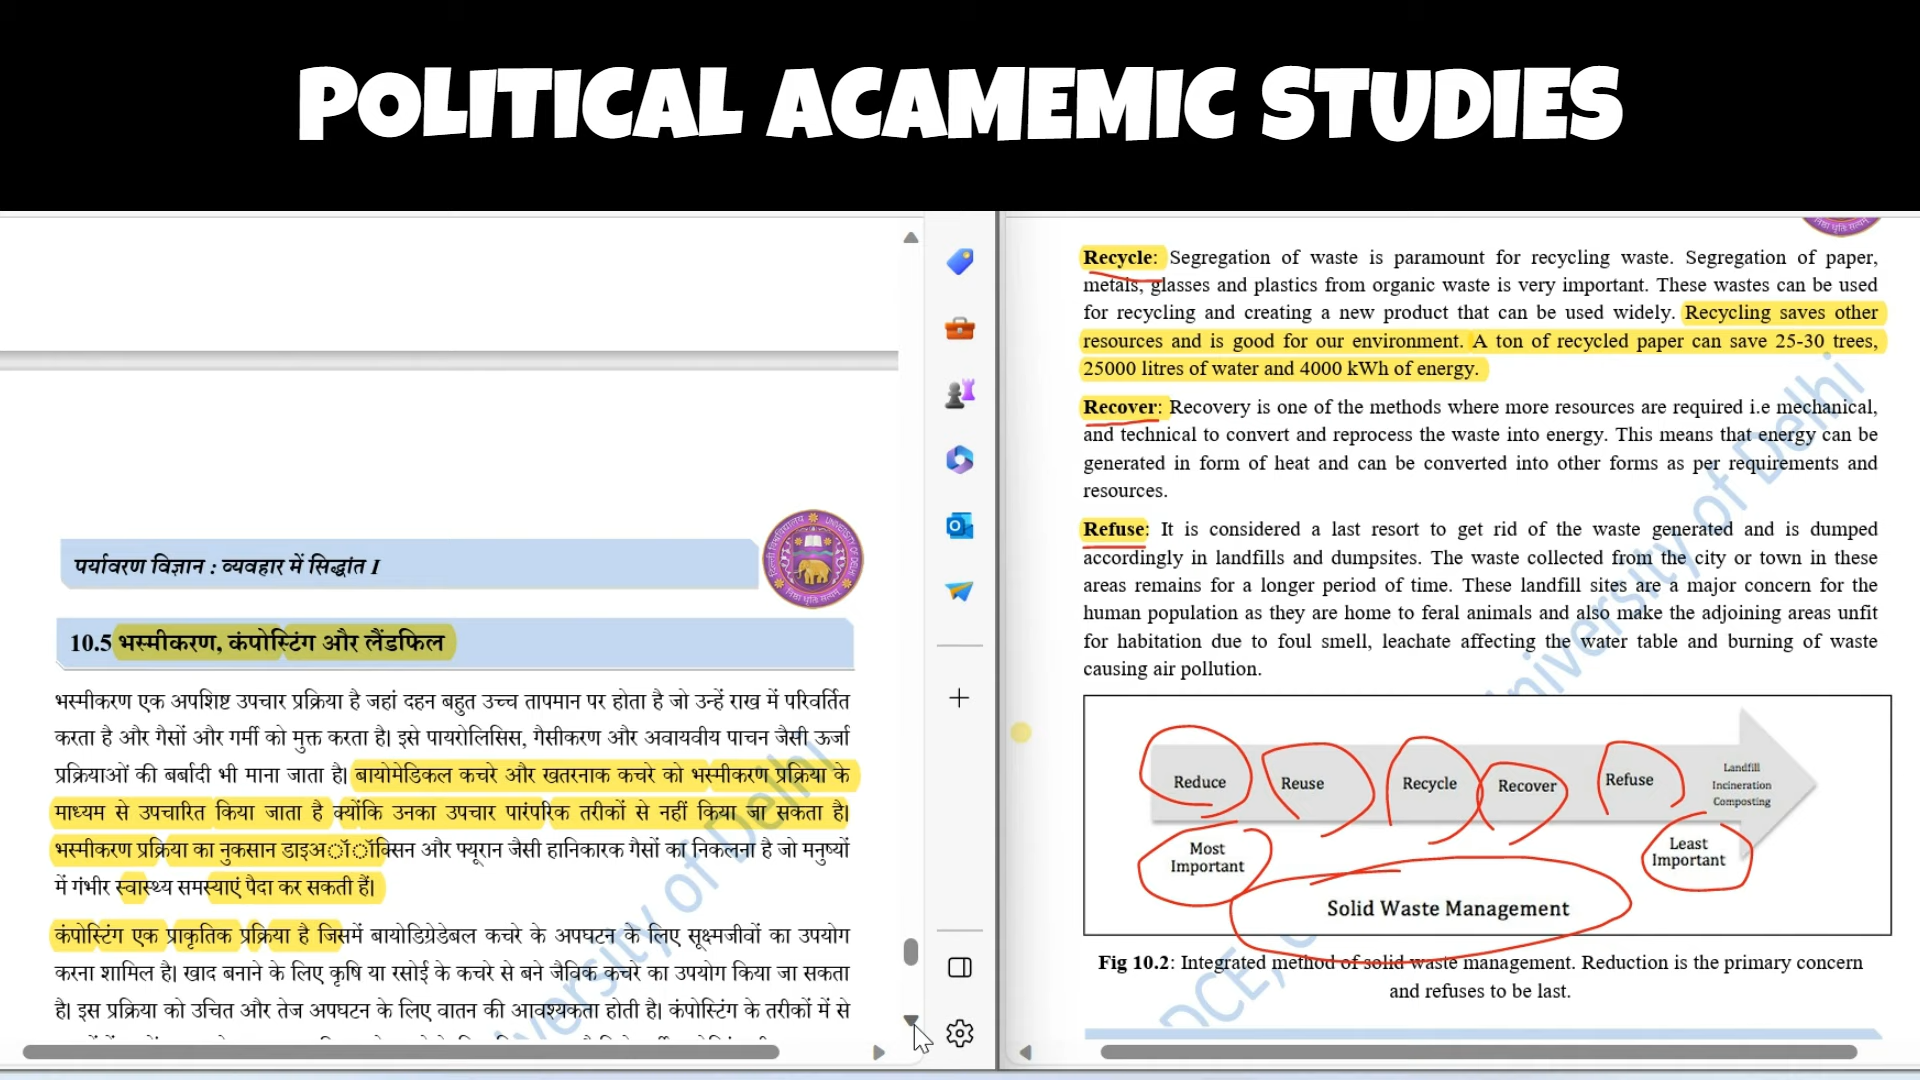 POLITICAL ACAMEMIC STUDIES
पर्यावरण विज्ञान : व्यवहार में सिद्धांत I
10.5 भस्मीकरण, कंपोस्टिंग और लैंडफिल
भस्मीकरण एक अपशिष्ट उपचार प्रक्रिया है जहां दहन बहुत उच्च तापमान पर होता है जो उन्हें राख में परिवर्तित
करता है और गैसों और गर्मी को मुक्त करता है। इसे पायरोलिसिस, गैसीकरण और अवायवीय पाचन जैसी ऊर्जा
प्रक्रियाओं की बर्बादी भी माना जाता है। बायोमेडिकल कचरे और खतरनाक कचरे को भस्मीकरण प्रक्रिया के
माध्यम से उपचारित किया जाता है क्योंकि उनका उपचार पारंपरिक तरीकों से नहीं किया जा सकता है।
भस्मीकरण प्रक्रिया का नुकसान डाइअॉॉक्सिन और फ्यूरान जैसी हानिकारक गैसों का निकलना है जो मनुष्यों
में गंभीर स्वास्थ्य समस्याएं पैदा कर सकती हैं।
कंपोस्टिंग एक प्राकृतिक प्रक्रिया है जिसमें बायोडिग्रेडेबल कचरे के अपघटन के लिए सूक्ष्मजीवों का उपयोग
करना शामिल है। खाद बनाने के लिए कृषि या रसोई के कचरे से बने जैविक कचरे का उपयोग किया जा सकता
है। इस प्रक्रिया को उचित और तेज अपघटन के लिए वातन की आवश्यकता होती है। कंपोस्टिंग के तरीकों में से
Recycle: Segregation of waste is paramount for recycling waste. Segregation of paper,
metals, glasses and plastics from organic waste is very important. These wastes can be used
for recycling and creating a new product that can be used widely. Recycling saves other
resources and is good for our environment. A ton of recycled paper can save 25-30 trees,
25000 litres of water and 4000 kWh of energy.
Recover: Recovery is one of the methods where more resources are required i.e mechanical,
and technical to convert and reprocess the waste into energy. This means that energy can be
generated in form of heat and can be converted into other forms as per requirements and
resources.
Refuse: It is considered a last resort to get rid of the waste generated and is dumped
accordingly in landfills and dumpsites. The waste collected from the city or town in these
areas remains for a longer period of time. These landfill sites are a major concern for the
human population as they are home to feral animals and also make the adjoining areas unfit
for habitation due to foul smell, leachate affecting the water table and burning of waste
causing air pollution.
Reduce Reuse Recycle Recover Refuse
Landfill
Incineration
Composting
Most
Important
Least
Important
Solid Waste Management
Fig 10.2: Integrated method of solid waste management. Reduction is the primary concern
and refuses to be last.